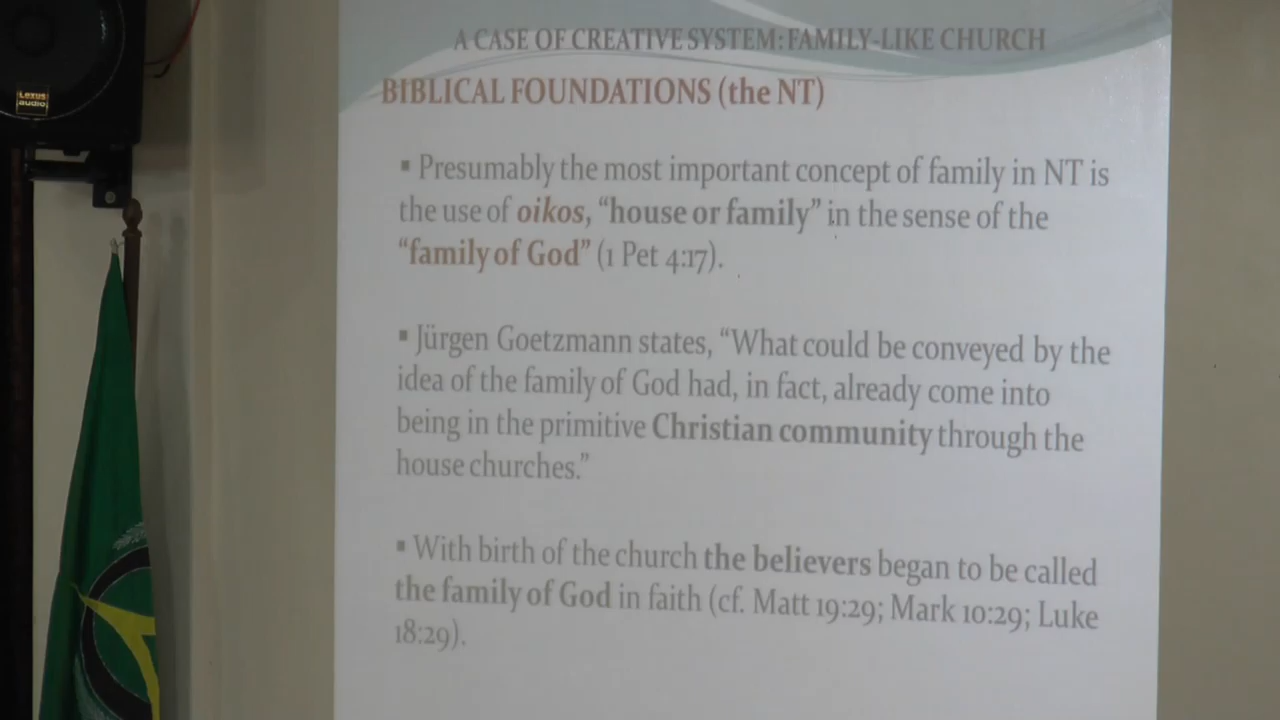 Lexus
audio
A CASE OF CREATIVE SYSTEM: FAMILY-LIKE CHURCH
BIBLICAL FOUNDATIONS (the NT)
▪ Presumably the most important concept of family in NT is
the use of oikos, “house or family” in the sense of the
“family of God” (1 Pet 4:17).
▪ Jürgen Goetzmann states, “What could be conveyed by the
idea of the family of God had, in fact, already come into
being in the primitive Christian community through the
house churches.”
▪ With birth of the church the believers began to be called
the family of God in faith (cf. Matt 19:29; Mark 10:29; Luke
18:29).